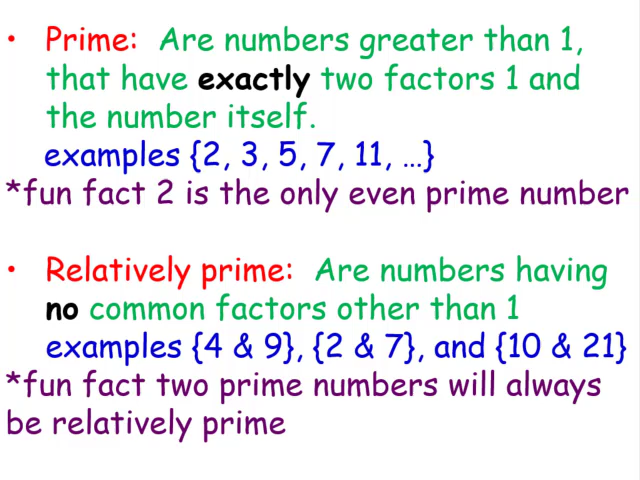 • Prime: Are numbers greater than 1,
that have exactly two factors 1 and
the number itself.
examples {2, 3, 5, 7, 11, …}
*fun fact 2 is the only even prime number
• Relatively prime: Are numbers having
no common factors other than 1
examples {4 & 9}, {2 & 7}, and {10 & 21}
*fun fact two prime numbers will always
be relatively prime